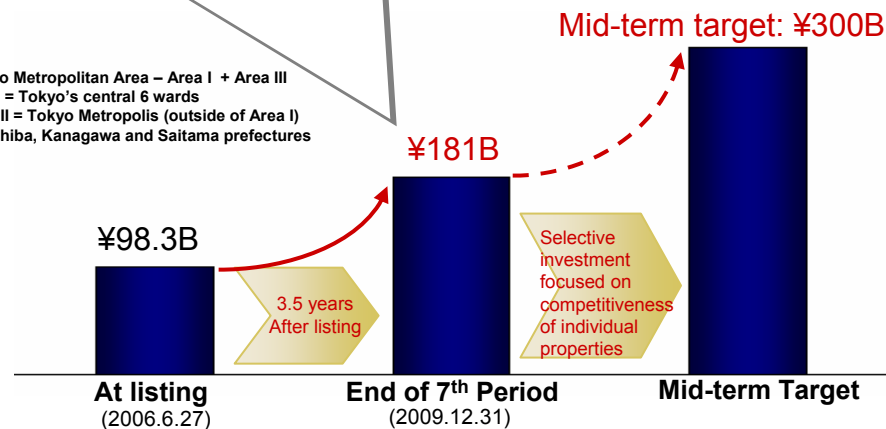 Mid-term target: ¥300B
o Metropolitan Area – Area I + Area III
= Tokyo's central 6 wards
II = Tokyo Metropolis (outside of Area I)
hiba, Kanagawa and Saitama prefectures
¥181B
¥98.3B
3.5 years
After listing
Selective
investment
focused on
competitiveness
of individual
properties
At listing
(2006.6.27)
End of 7th Period
(2009.12.31)
Mid-term Target